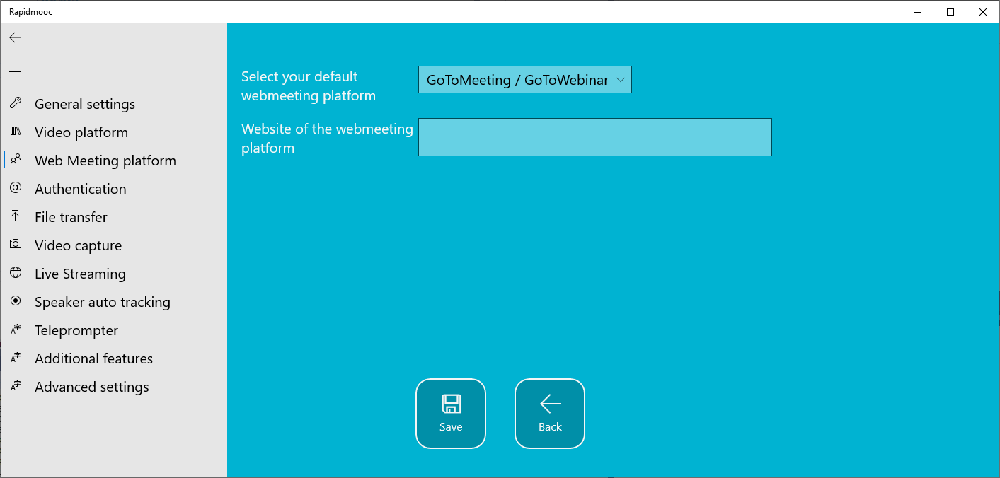 Rapidmooc
General settings
Video platform
Web Meeting platform
Authentication
File transfer
Video capture
Live Streaming
Speaker auto tracking
Teleprompter
Additional features
Advanced settings
Select your default
webmeeting platform
GoToMeeting / GoToWebinar
Website of the webmeeting
platform
Save
Back